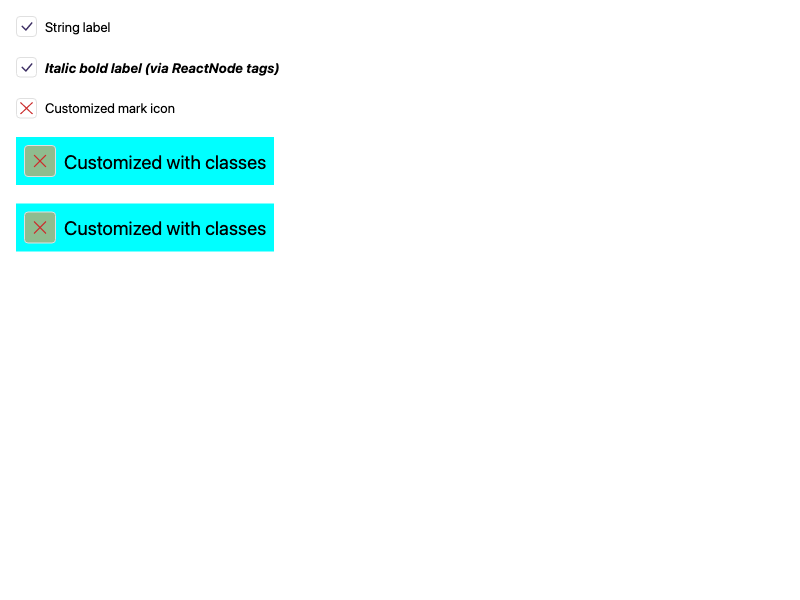 String label
Italic bold label (via ReactNode tags)
Customized mark icon
Customized with classes
Customized with classes